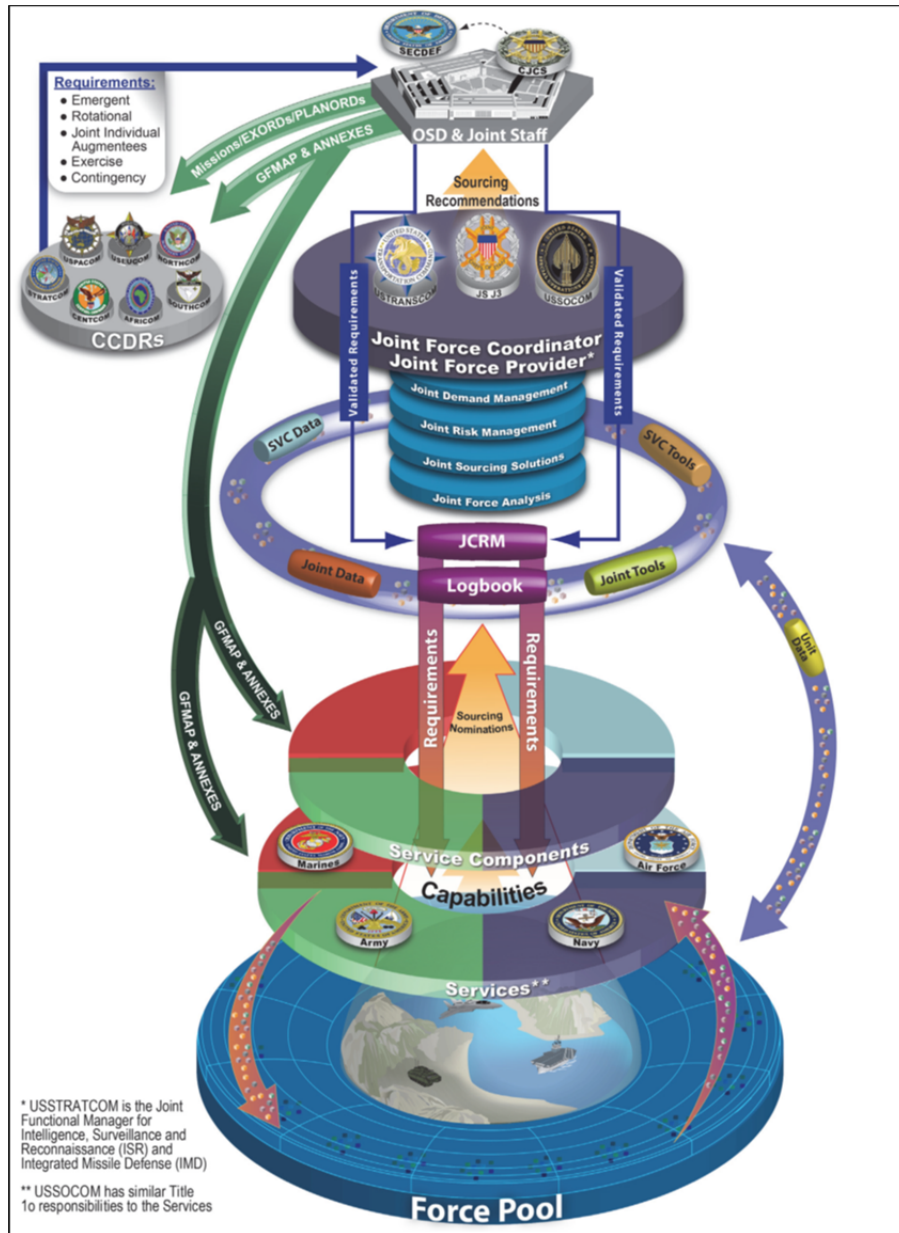 SECDEF
CJCS
OSD & Joint Staff
Requirements:
● Emergent
● Rotational
● Joint Individual
Augmentees
● Exercise
● Contingency
Missions/EXORDs/PLANORDs
GFMAP & ANNEXES
USPACOM
USEUCOM
NORTHCOM
STRATCOM
CENTCOM
AFRICOM
SOUTHCOM
CCDRs
Sourcing
Recommendations
USTRANSCOM
JS J3
USSOCOM
Joint Force Coordinator
Joint Force Provider*
Validated Requirements
Validated Requirements
Joint Demand Management
Joint Risk Management
Joint Sourcing Solutions
Joint Force Analysis
SVC Data
SVC Tools
JCRM
Joint Data
Logbook
Joint Tools
Unit
Data
Requirements
Requirements
Sourcing
Nominations
GFMAP & ANNEXES
GFMAP & ANNEXES
Service Components
Marines
Air Force
Capabilities
Army
Navy
Services**
Force Pool
* USSTRATCOM is the Joint
Functional Manager for
Intelligence, Surveillance and
Reconnaissance (ISR) and
Integrated Missile Defense (IMD)
** USSOCOM has similar Title
1o responsibilities to the Services